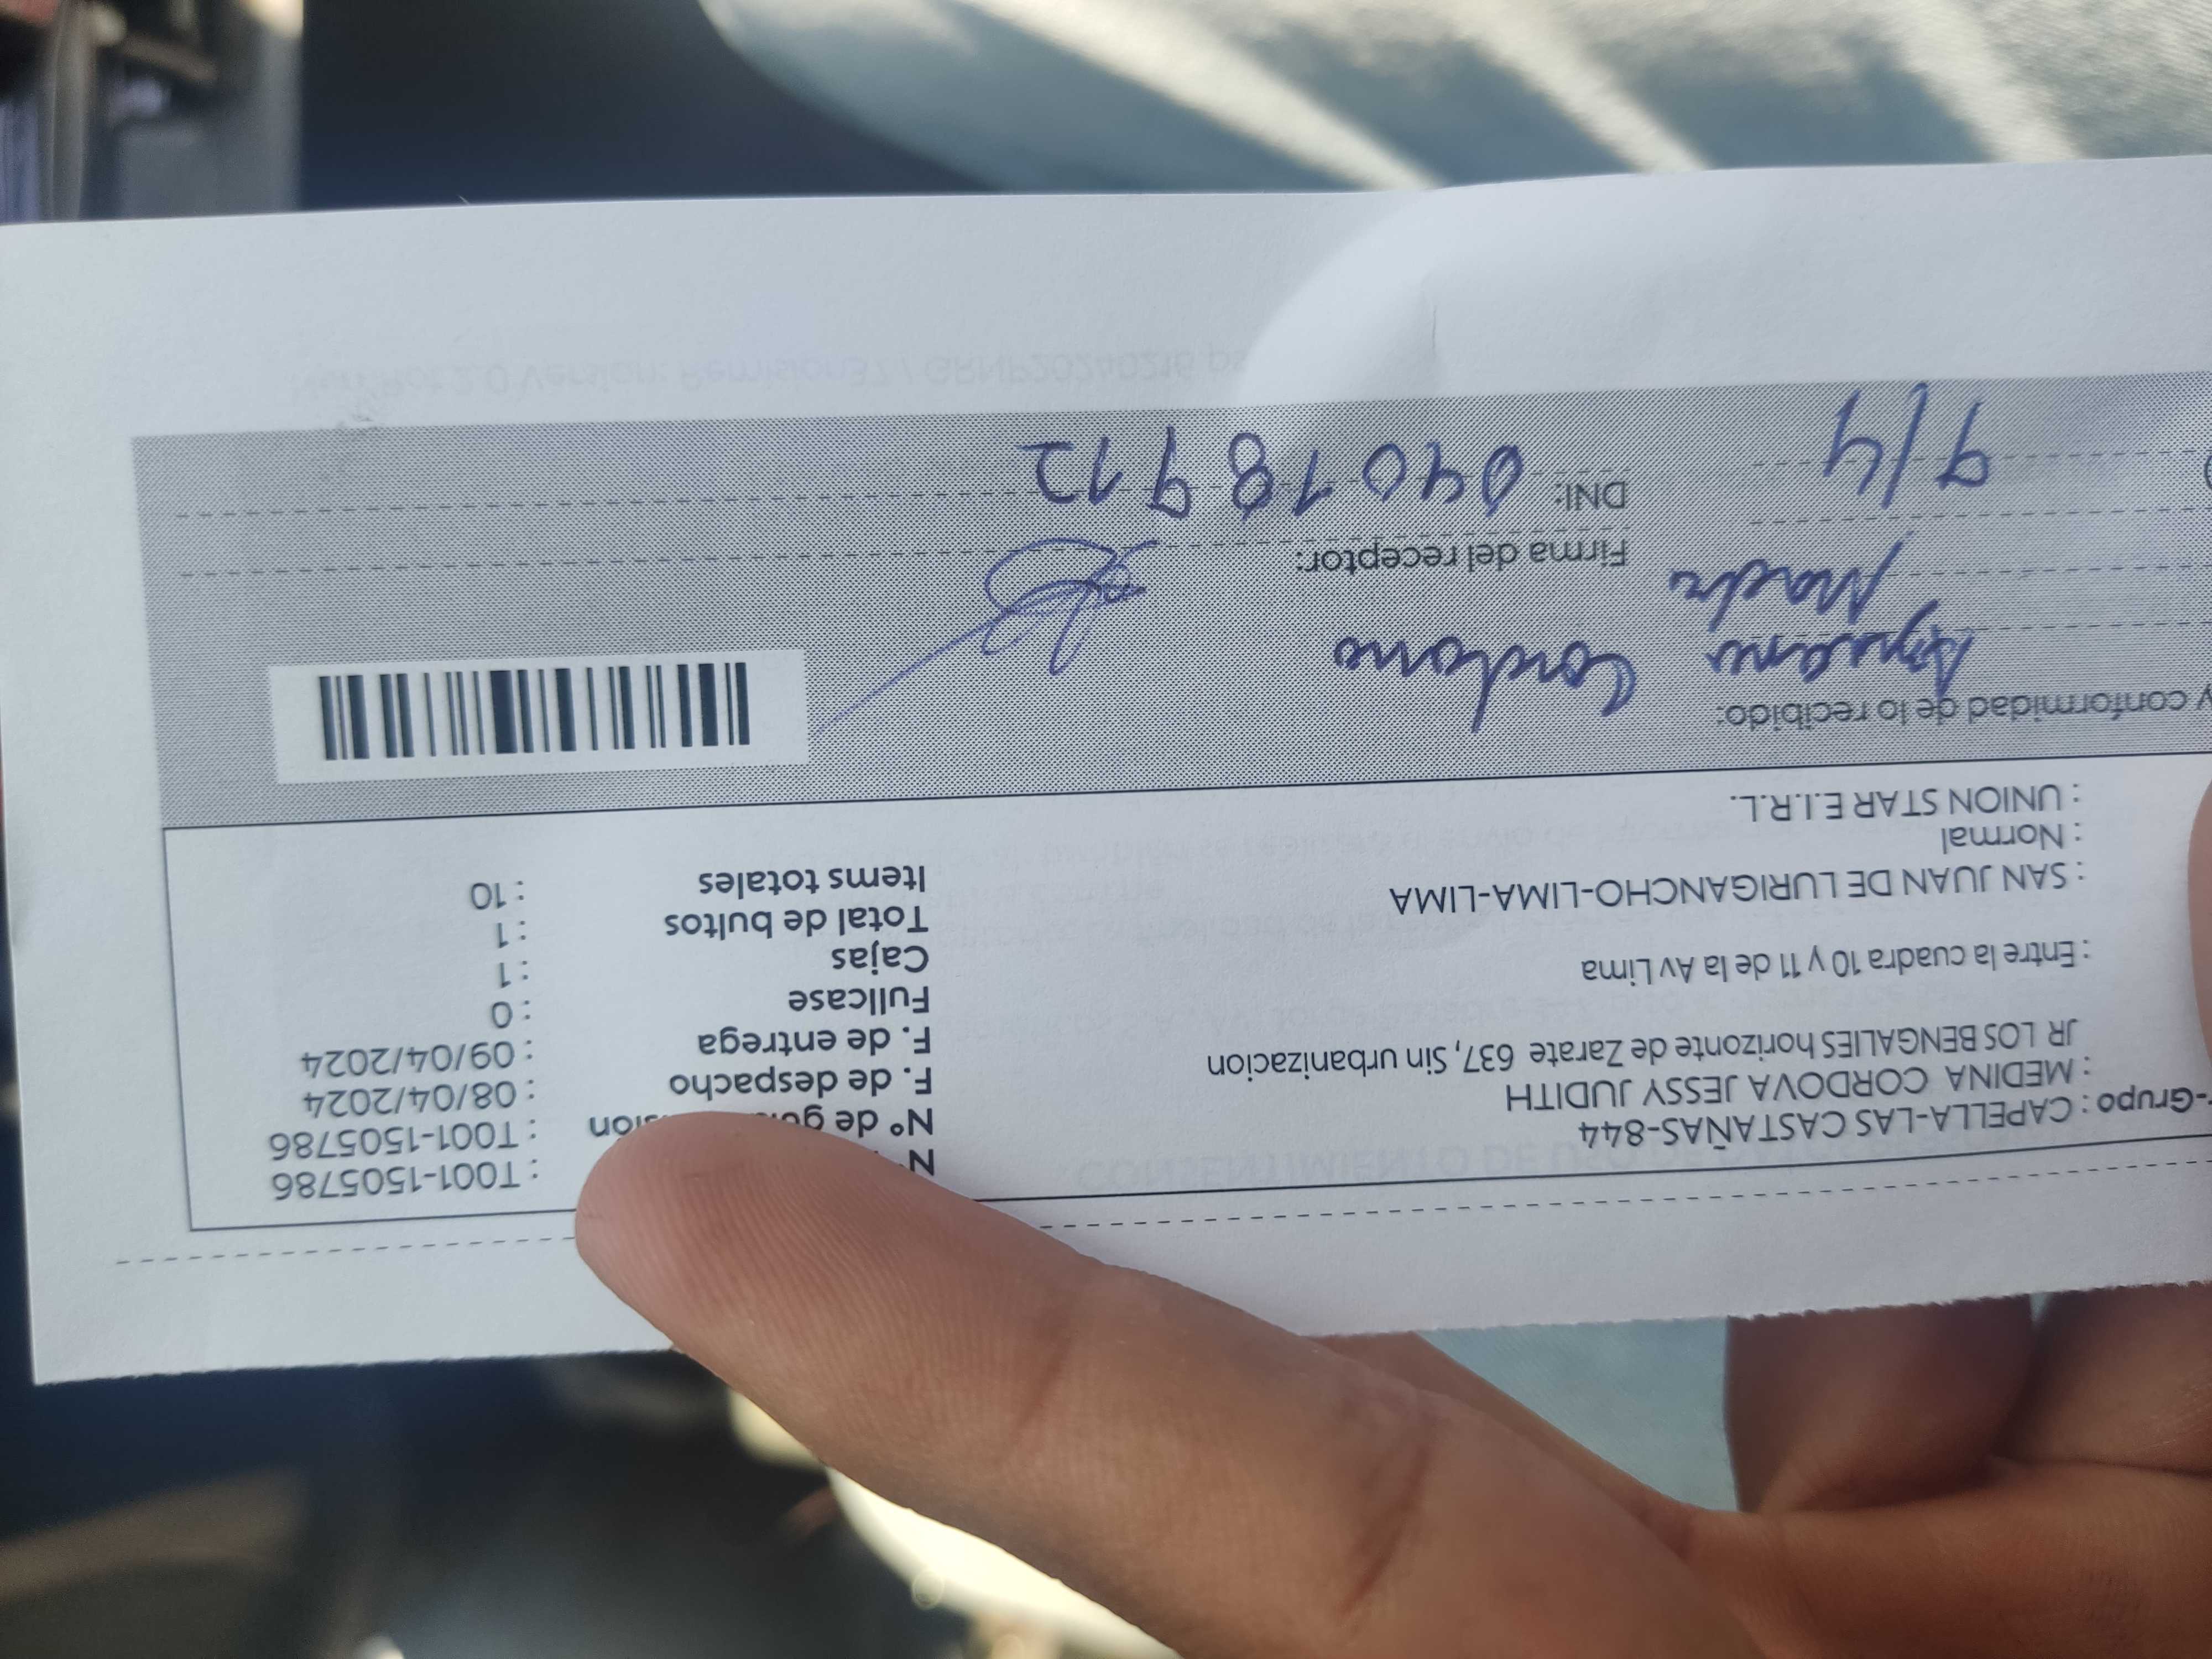 -Grupo : CAPELLA-LAS CASTAÑAS-844
: MEDINA CORDOVA JESSY JUDITH
JR LOS BENGALIES horizonte de Zarate 637, Sin urbanizacion
: Entre la cuadra 10 y 11 de la Av Lima
: SAN JUAN DE LURIGANCHO-LIMA-LIMA
: Normal
: UNION STAR E.I.R.L.
: T001-1505786
Nº de : T001-1505786
F. de despacho : 08/04/2024
F. de entrega : 09/04/2024
Fullcase : 0
Cajas : 1
Total de bultos : 1
Items totales : 10
y conformidad de lo recibido:
Firma del receptor:
DNI: 04018912
9/4